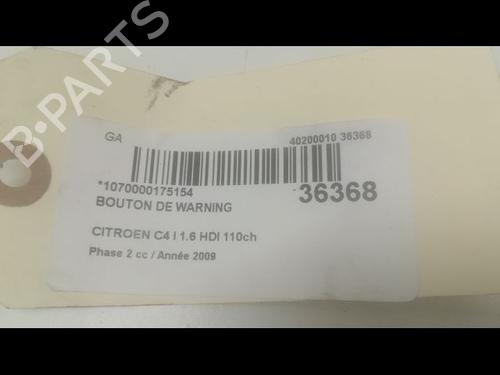 GA
40200010 36368
*1070000175154
36368
BOUTON DE WARNING
CITROEN C4 I 1.6 HDI 110ch
Phase 2 cc / Année 2009
B-PARTS